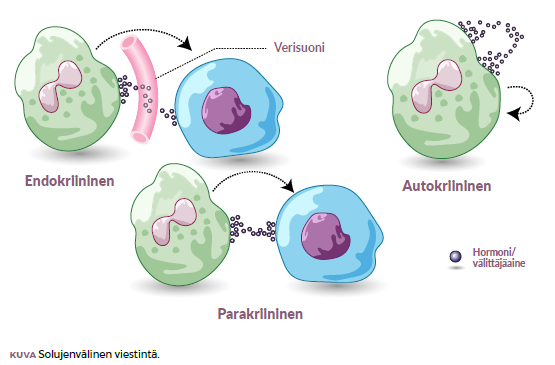 Verisuoni
Endokriininen
Autokriininen
Hormoni/
välittäjäaine
Parakriininen
KUVA Solujenvälinen viestintä.